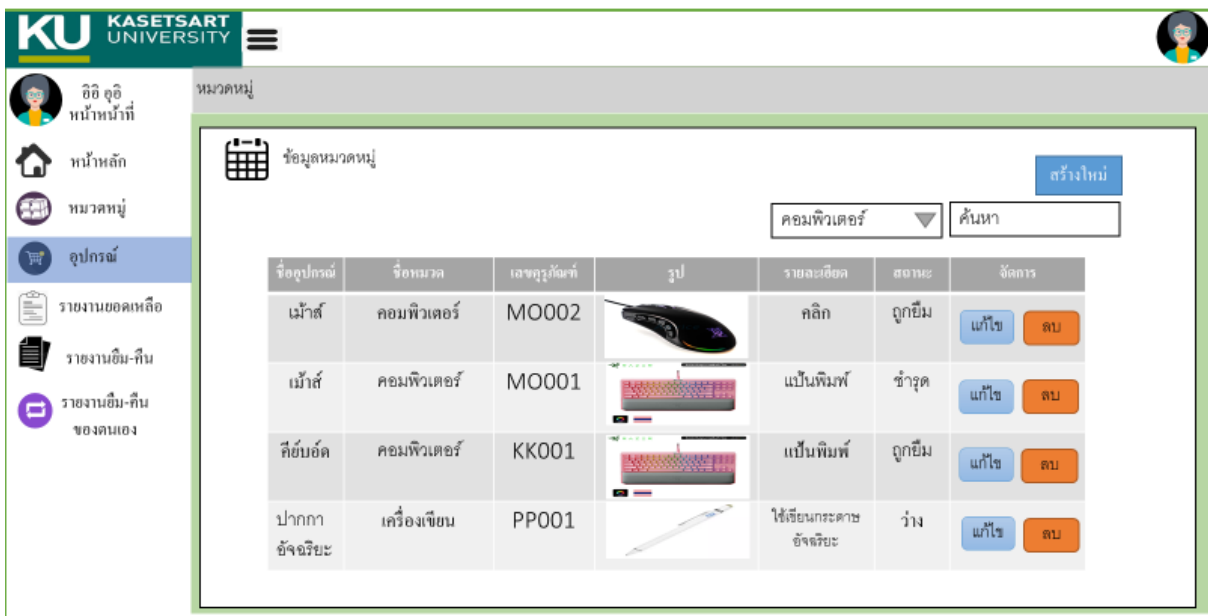 KU KASETSART
UNIVERSITY
อิอิ อุอิ
หน้าหน้าที่
หน้าหลัก
หมวดหมู่
อุปกรณ์
รายงานยอดเหลือ
รายงานยืม-คืน
รายงานยืม-คืน
ของตนเอง
หมวดหมู่
ข้อมูลหมวดหมู่
สร้างใหม่
คอมพิวเตอร์ ค้นหา
ชื่ออุปกรณ์ ชื่อหมวด เลขครุภัณฑ์ รูป รายละเอียด สถานะ จัดการ
เม้าส์ คอมพิวเตอร์ MO002 คลิก ถูกยืม แก้ไข ลบ
เม้าส์ คอมพิวเตอร์ MO001 แป้นพิมพ์ ชำรุด แก้ไข ลบ
คีย์บอ์ด คอมพิวเตอร์ KK001 แป้นพิมพ์ ถูกยืม แก้ไข ลบ
ปากกา เครื่องเขียน PP001 ใช้เขียนกระดาษ ว่าง แก้ไข ลบ
อัจฉริยะ อัจฉริยะ